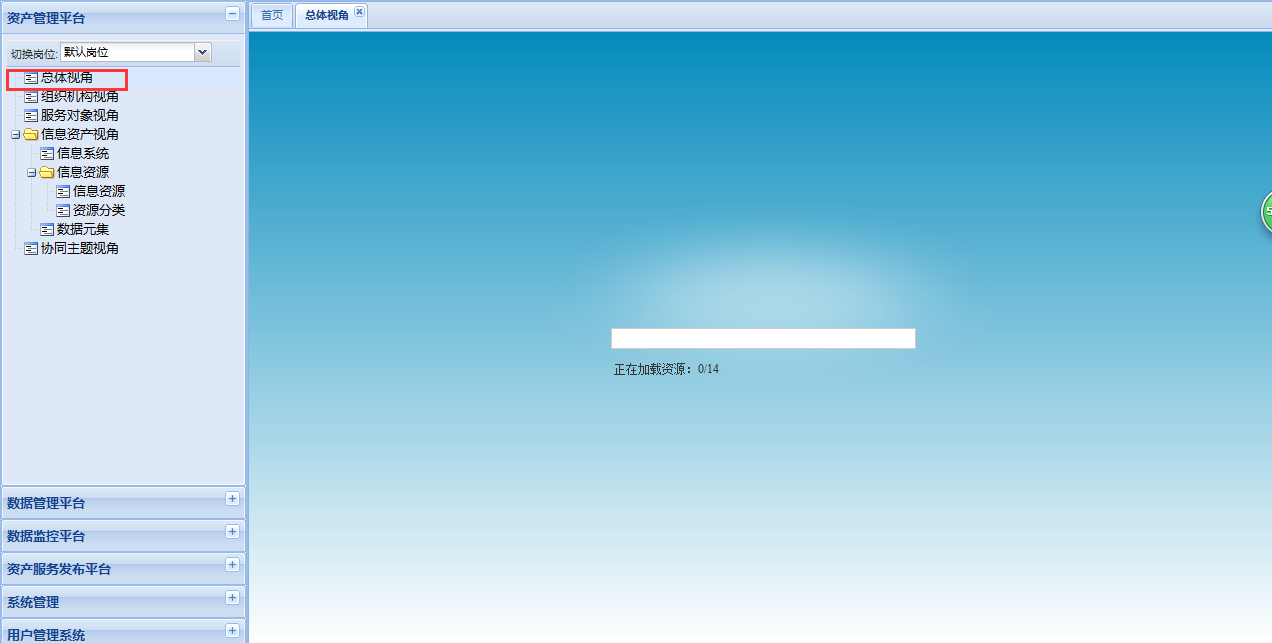 资产管理平台
首页
总体视角
切换岗位:
默认岗位
总体视角
组织机构视角
服务对象视角
信息资产视角
信息系统
信息资源
信息资源
资源分类
数据元集
协同主题视角
正在加载资源：0/14
数据管理平台
数据监控平台
资产服务发布平台
系统管理
用户管理系统